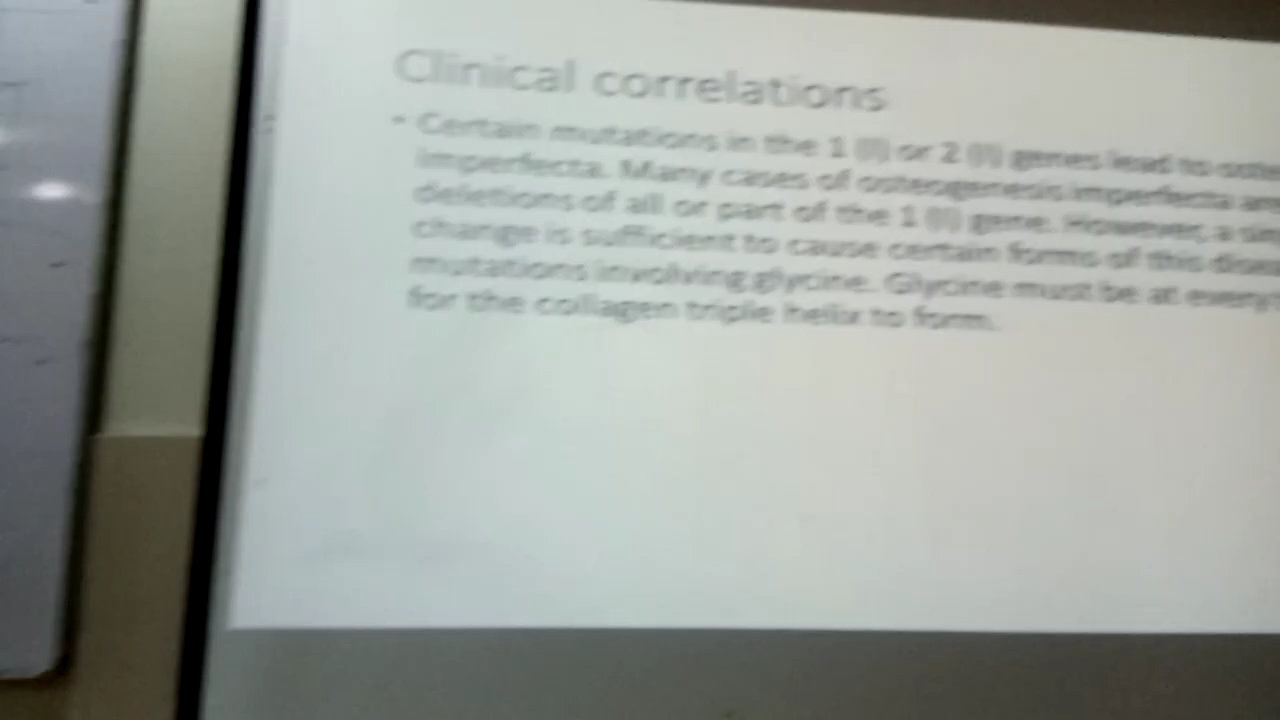 Clinical correlations
• Certain mutations in the 1 (I) or 2 (I) genes lead to
imperfecta. Many cases of osteogenesis imperfecta
deletions of all or part of the 1 (I) gene. However, a
change is sufficient to cause certain forms of this
mutations involving glycine. Glycine must be at every
for the collagen triple helix to form.